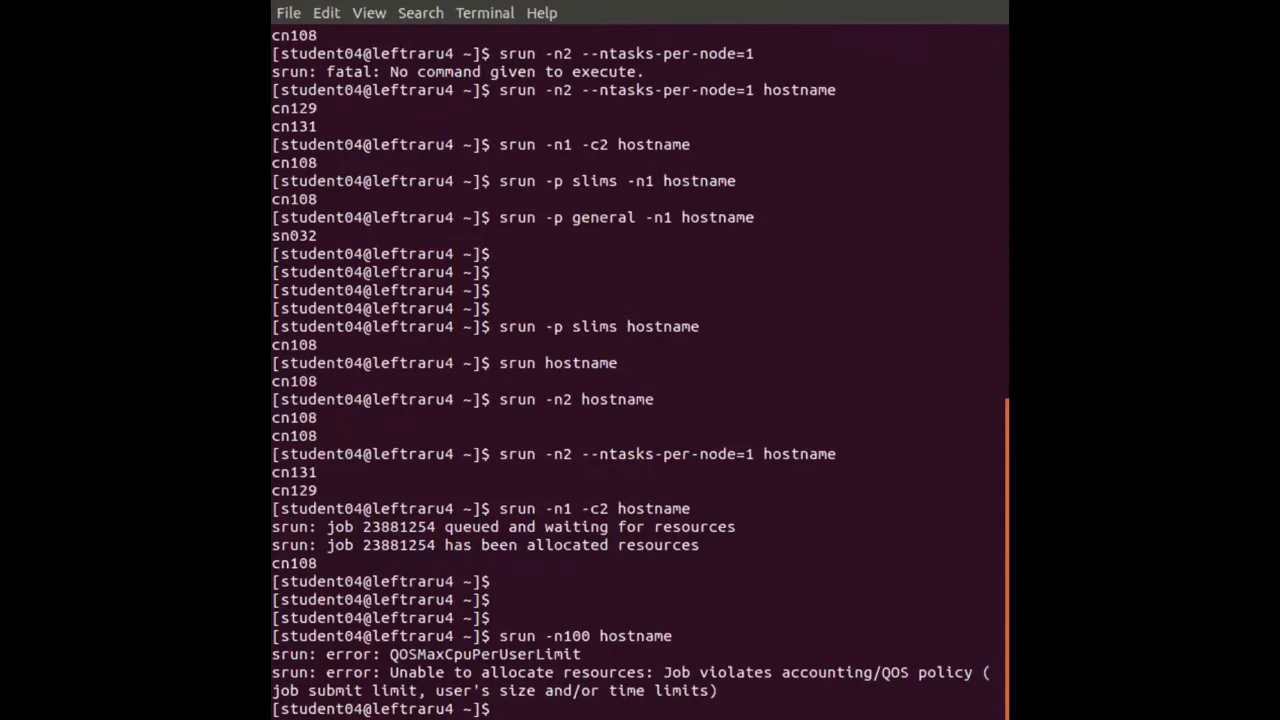 File Edit View Search Terminal Help
cn108
[student04@leftraru4 ~]$ srun -n2 --ntasks-per-node=1
srun: fatal: No command given to execute.
[student04@leftraru4 ~]$ srun -n2 --ntasks-per-node=1 hostname
cn129
cn131
[student04@leftraru4 ~]$ srun -n1 -c2 hostname
cn108
[student04@leftraru4 ~]$ srun -p slims -n1 hostname
cn108
[student04@leftraru4 ~]$ srun -p general -n1 hostname
sn032
[student04@leftraru4 ~]$
[student04@leftraru4 ~]$
[student04@leftraru4 ~]$
[student04@leftraru4 ~]$
[student04@leftraru4 ~]$ srun -p slims hostname
cn108
[student04@leftraru4 ~]$ srun hostname
cn108
[student04@leftraru4 ~]$ srun -n2 hostname
cn108
cn108
[student04@leftraru4 ~]$ srun -n2 --ntasks-per-node=1 hostname
cn131
cn129
[student04@leftraru4 ~]$ srun -n1 -c2 hostname
srun: job 23881254 queued and waiting for resources
srun: job 23881254 has been allocated resources
cn108
[student04@leftraru4 ~]$
[student04@leftraru4 ~]$
[student04@leftraru4 ~]$
[student04@leftraru4 ~]$ srun -n100 hostname
srun: error: QOSMaxCpuPerUserLimit
srun: error: Unable to allocate resources: Job violates accounting/QOS policy (
job submit limit, user's size and/or time limits)
[student04@leftraru4 ~]$